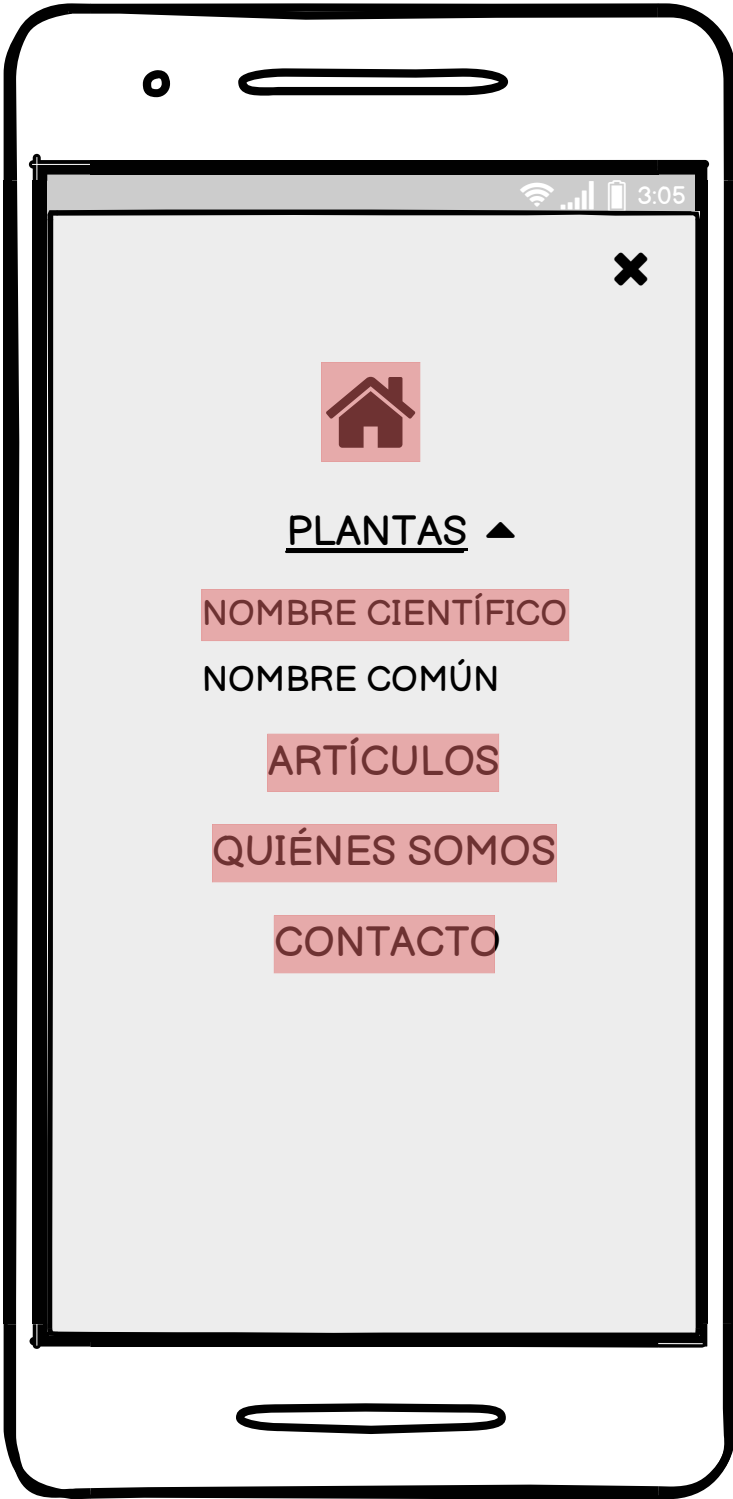 3:05
PLANTAS
NOMBRE CIENTÍFICO
NOMBRE COMÚN
ARTÍCULOS
QUIÉNES SOMOS
CONTACTO